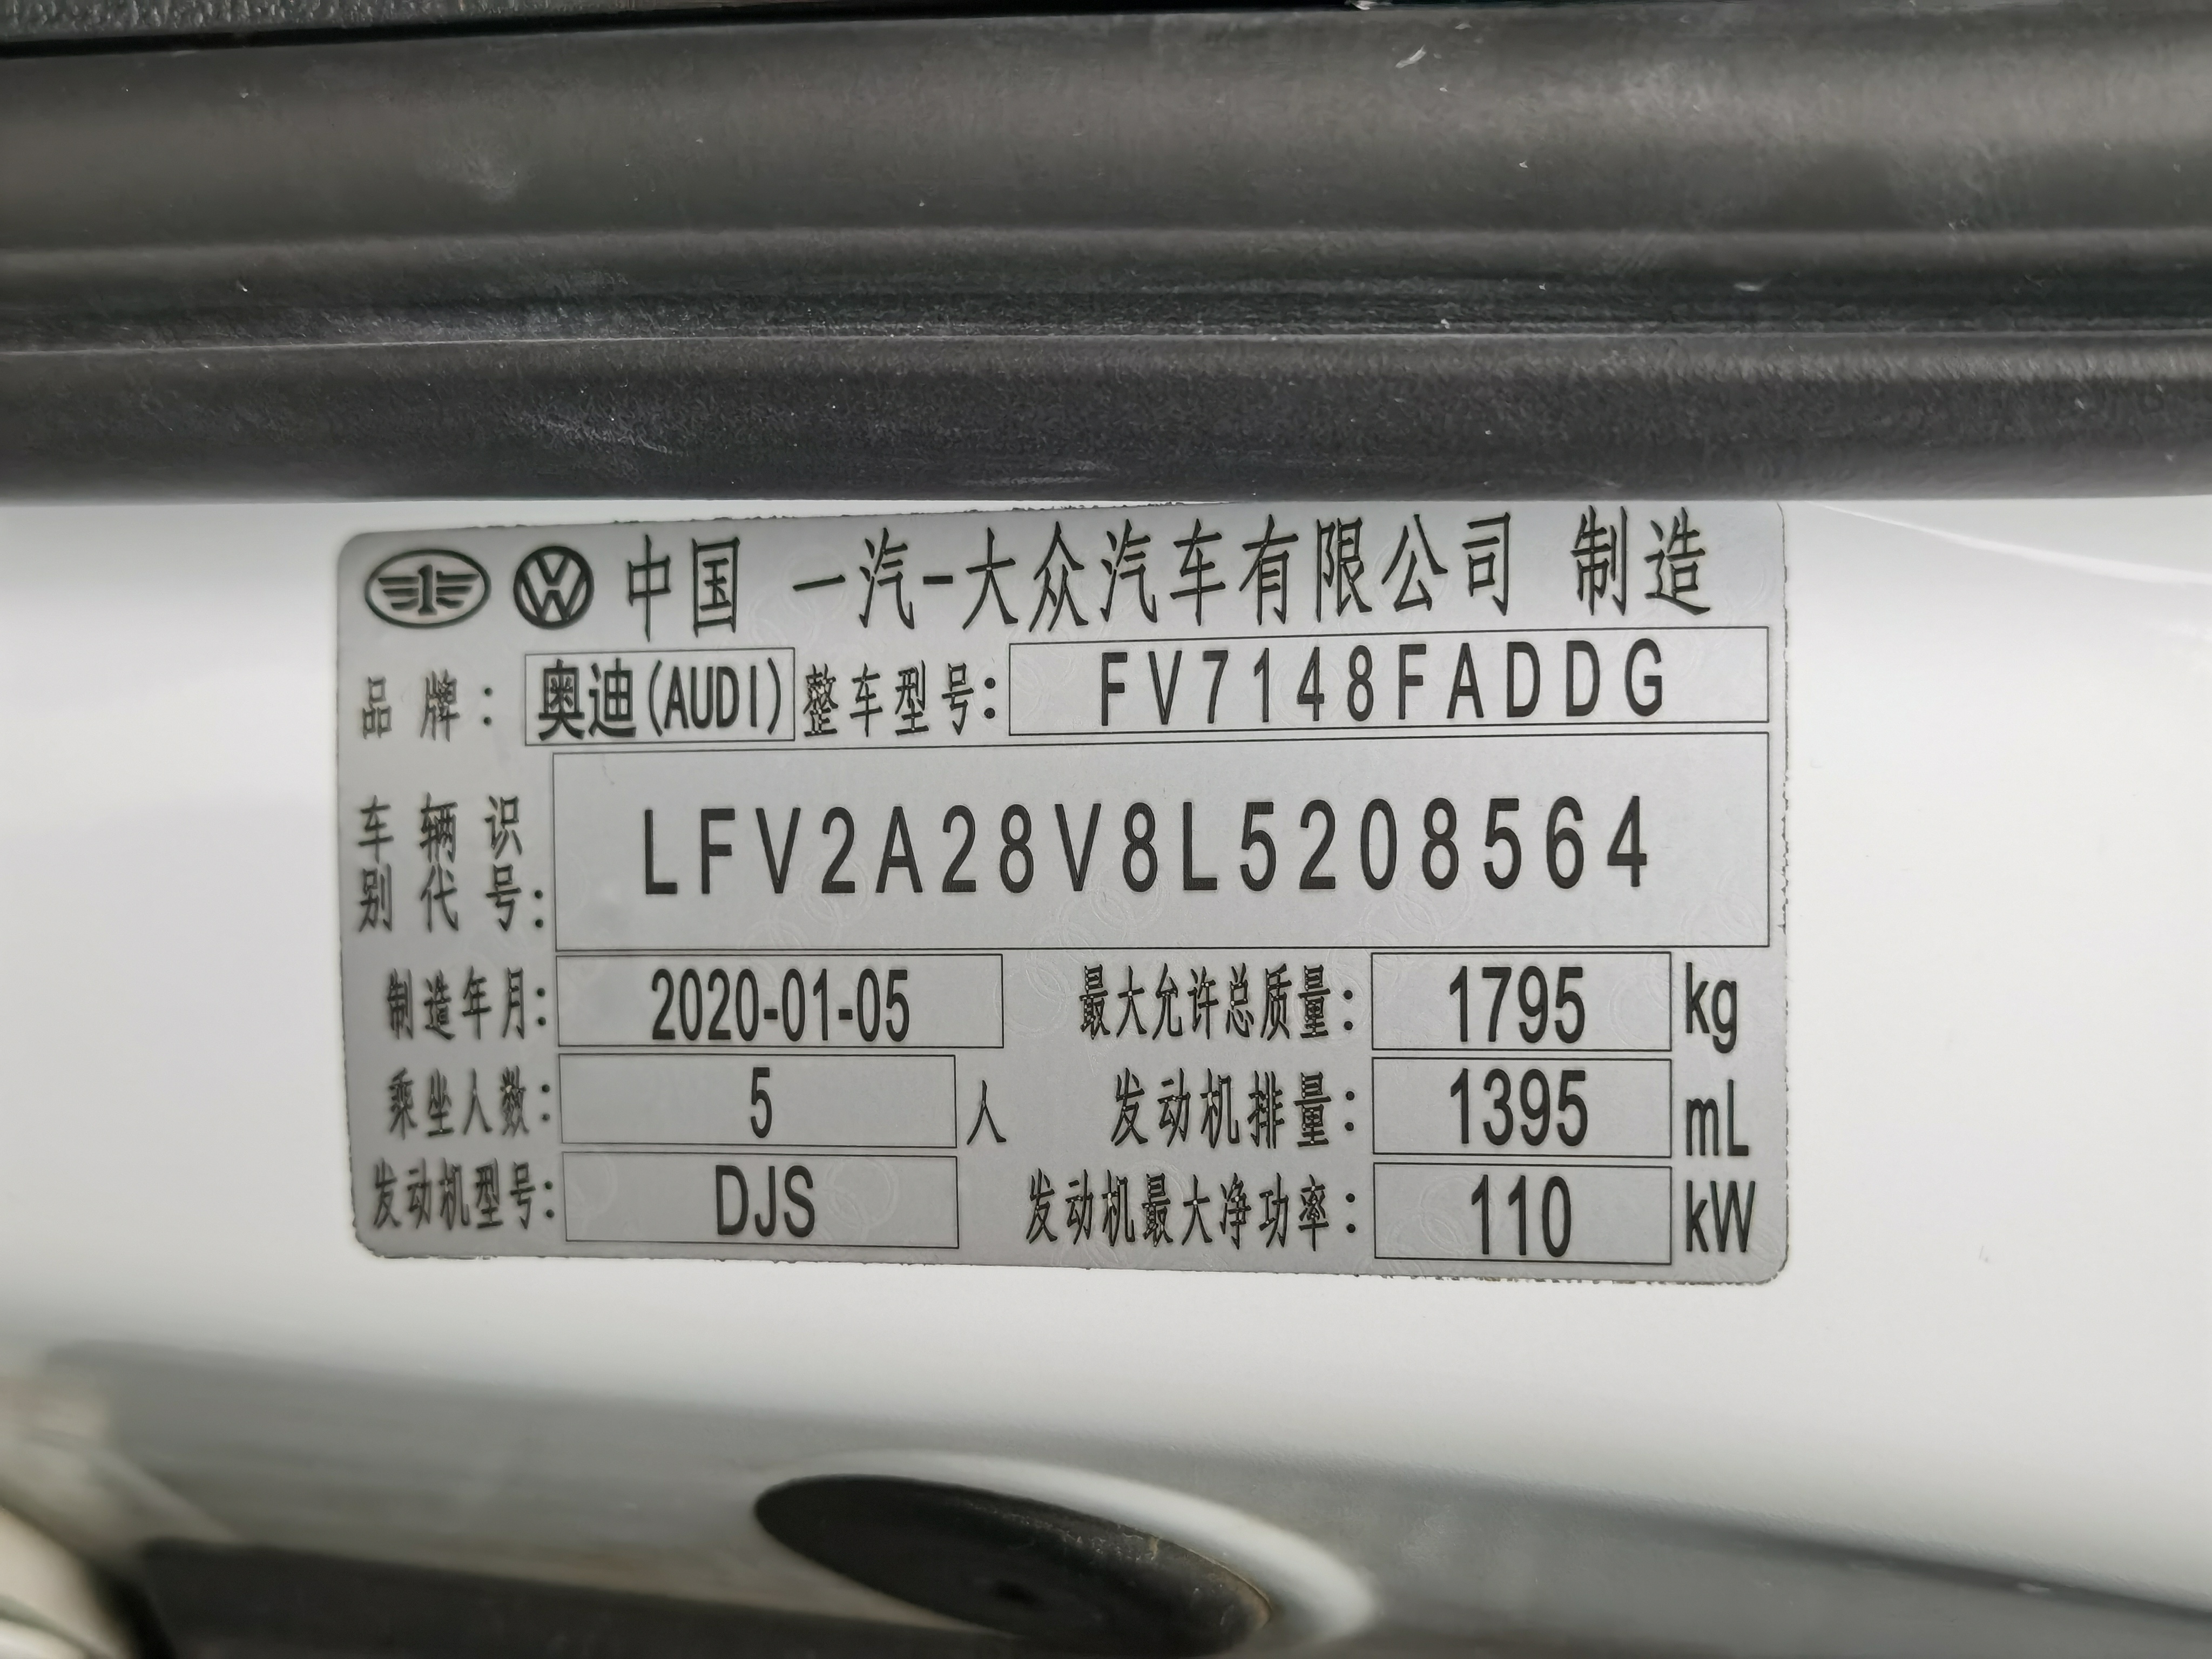 中国 一汽-大众汽车有限公司 制造
品牌: 奥迪(AUDI) 整车型号: FV7148FADDG
车辆识别代号: LFV2A28V8L5208564
制造年月: 2020-01-05 最大允许总质量: 1795 kg
乘坐人数: 5 人 发动机排量: 1395 mL
发动机型号: DJS 发动机最大净功率: 110 kW